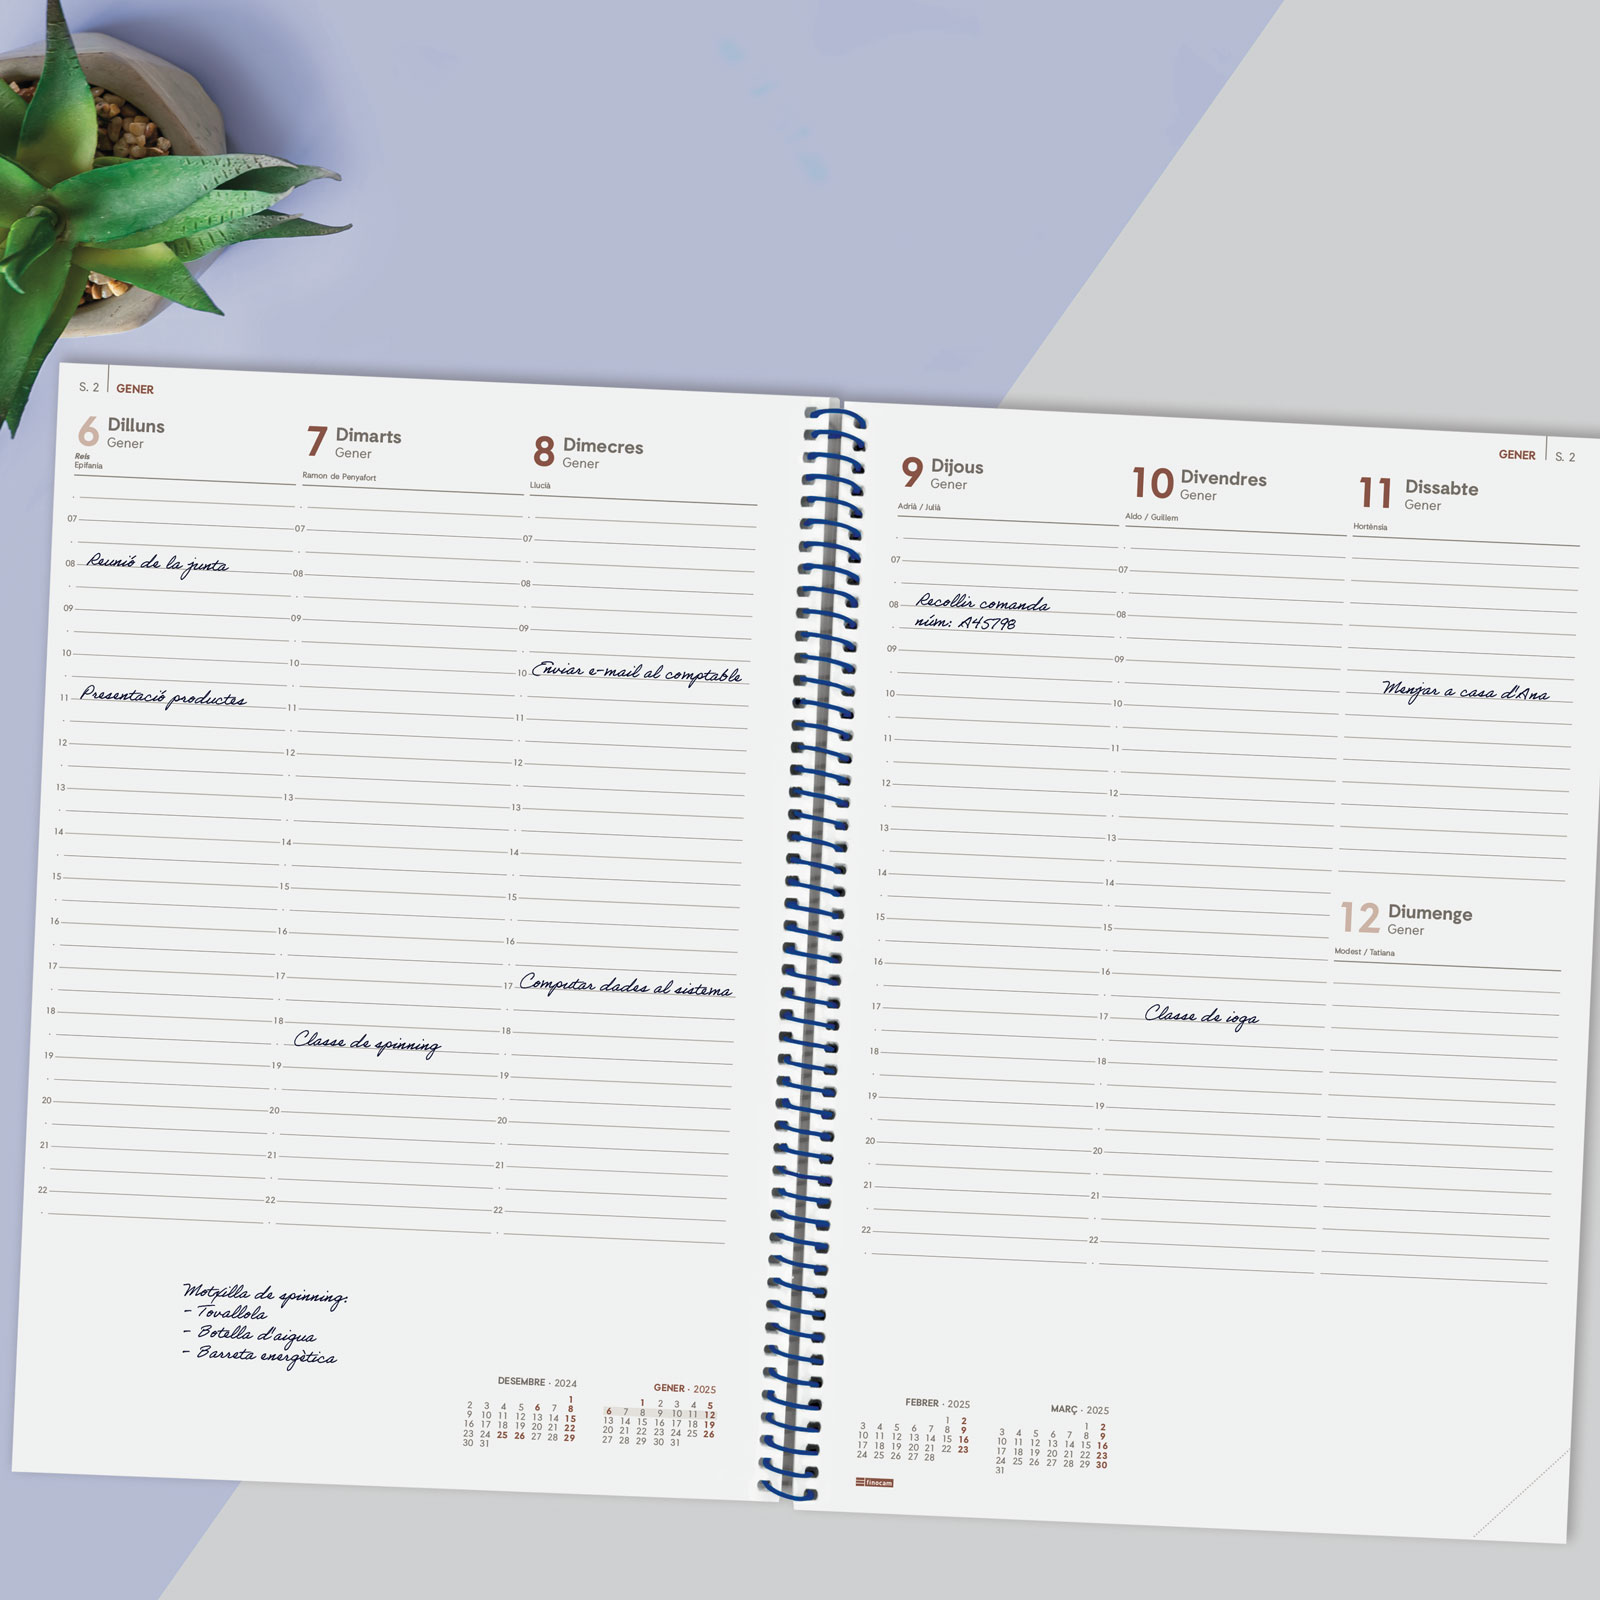 S. 2 GENER
6 Dilluns
Gener
Reis
Epifania
07
08 Reunió de la junta
09
10
11 Presentació productes
12
13
14
15
16
17
18
19
20
21
22
7 Dimarts
Gener
Ramon de Penyafort
07
08
09
10
11
12
13
14
15
16
17
18
Classe de spinning
19
20
21
22
8 Dimecres
Gener
Llucià
07
08
09
10 Enviar e-mail al comptable
11
12
13
14
15
16
17 Computar dades al sistema
18
19
20
21
22
Motxilla de spinning:
- Tovallola
- Botella d'aigua
- Barreta energètica
DESEMBRE · 2024
1
2 3 4 5 6 7 8
9 10 11 12 13 14 15
16 17 18 19 20 21 22
23 24 25 26 27 28 29
30 31
GENER · 2025
1 2 3 4 5
6 7 8 9 10 11 12
13 14 15 16 17 18 19
20 21 22 23 24 25 26
27 28 29 30 31
GENER S. 2
9 Dijous
Gener
Adrià / Julià
07
08 Recollir comanda
núm: A45798
09
10
11
12
13
14
15
16
17
18
19
20
21
22
10 Divendres
Gener
Aldo / Guillem
07
08
09
10
11
12
13
14
15
16
17 Classe de ioga
18
19
20
21
22
11 Dissabte
Gener
Hortènsia
Menjar a casa d'Ana
12 Diumenge
Gener
Modest / Tatiana
FEBRER · 2025
1 2
3 4 5 6 7 8 9
10 11 12 13 14 15 16
17 18 19 20 21 22 23
24 25 26 27 28
MARÇ · 2025
1 2
3 4 5 6 7 8 9
10 11 12 13 14 15 16
17 18 19 20 21 22 23
24 25 26 27 28 29 30
31
finocam